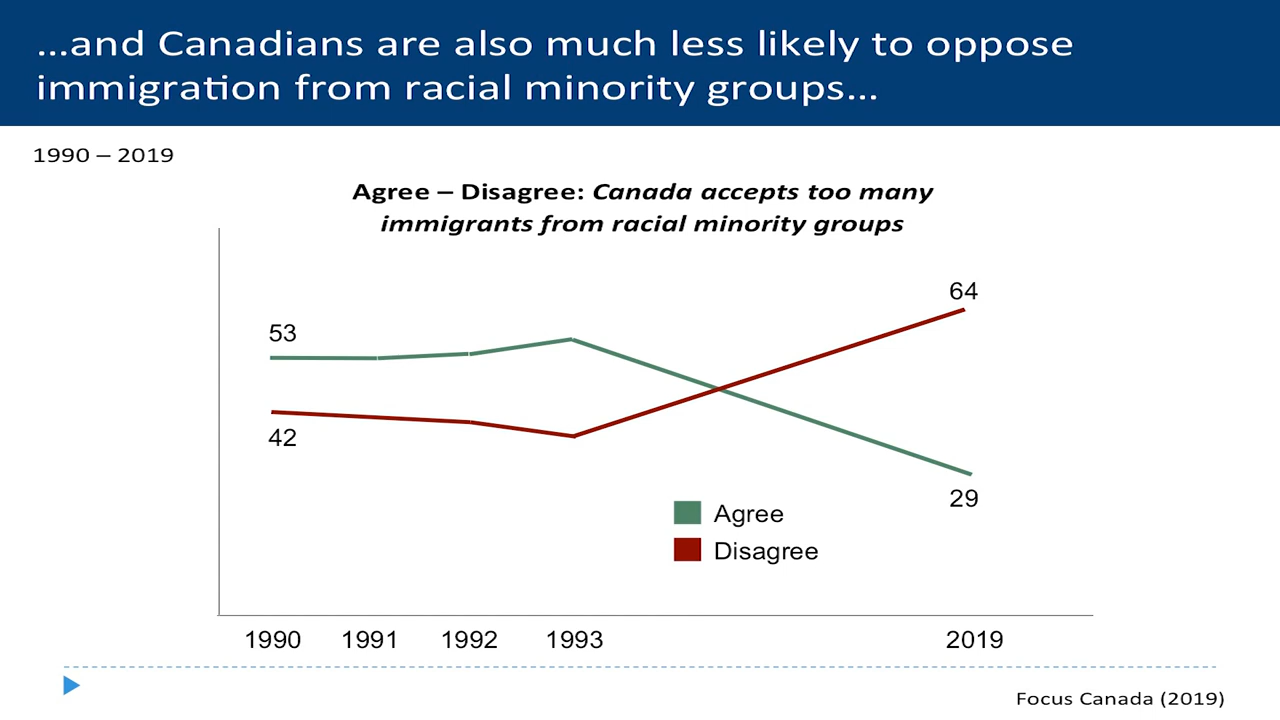 ...and Canadians are also much less likely to oppose
immigration from racial minority groups...
1990 – 2019
Agree – Disagree: Canada accepts too many
immigrants from racial minority groups
64
53
42
29
Agree
Disagree
1990 1991 1992 1993 2019
Focus Canada (2019)